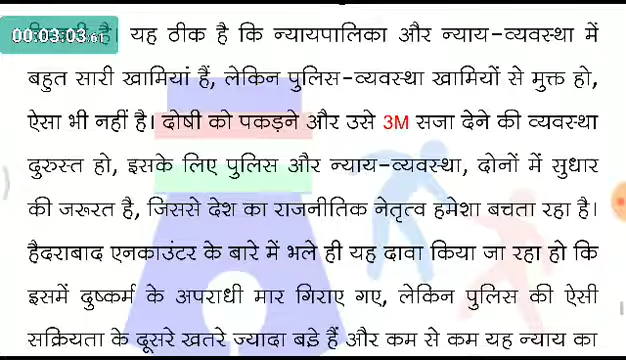 है। यह ठीक है कि न्यायपालिका और न्याय-व्यवस्था में
00:03:03
बहुत सारी खामियां हैं, लेकिन पुलिस-व्यवस्था खामियों से मुक्त हो,
ऐसा भी नहीं है। दोषी को पकड़ने और उसे 3M सजा देने की व्यवस्था
दुरुस्त हो, इसके लिए पुलिस और न्याय-व्यवस्था, दोनों में सुधार
की जरूरत है, जिससे देश का राजनीतिक नेतृत्व हमेशा बचता रहा है।
हैदराबाद एनकाउंटर के बारे में भले ही यह दावा किया जा रहा हो कि
इसमें दुष्कर्म के अपराधी मार गिराए गए, लेकिन पुलिस की ऐसी
सक्रियता के दूसरे खतरे ज्यादा बड़े हैं और कम से कम यह न्याय का